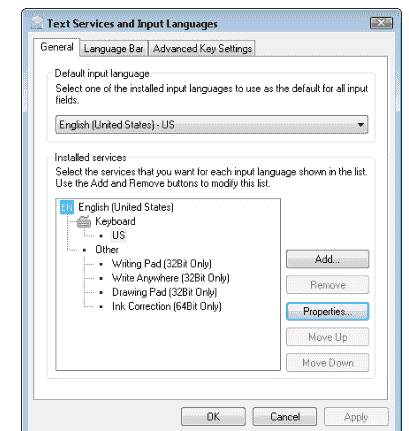 Text Services and Input Languages
General
Language Bar
Advanced Key Settings
Default input language
Select one of the installed input languages to use as the default for all input
fields.
English (United States) - US
Installed services
Select the services that you want for each input language shown in the list.
Use the Add and Remove buttons to modify this list.
EN English (United States)
Keyboard
US
Other
Writing Pad (32Bit Only)
Write Anywhere (32Bit Only)
Drawing Pad (32Bit Only)
Ink Correction (64Bit Only)
Add...
Remove
Properties...
Move Up
Move Down
OK
Cancel
Apply